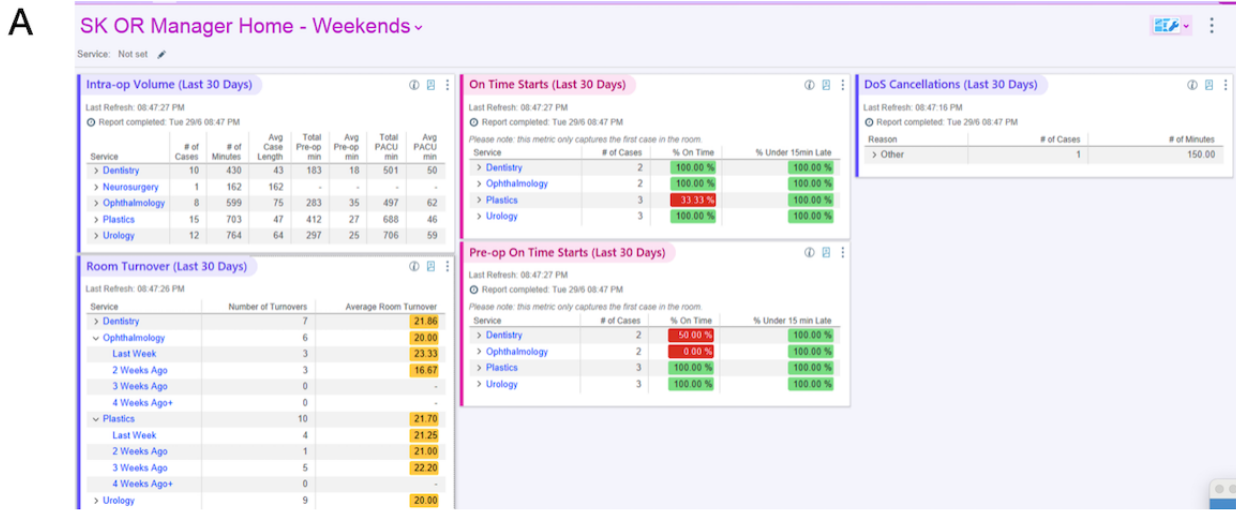 A
SK OR Manager Home - Weekends
Service: Not set
Intra-op Volume (Last 30 Days)
Last Refresh: 08:47:27 PM
Report completed: Tue 29/6 08:47 PM
Service # of Cases # of Minutes Avg Case Length Total Pre-op min Avg Pre-op min Total PACU min Avg PACU min
> Dentistry 10 430 43 183 18 501 50
> Neurosurgery 1 162 162 - - - -
> Ophthalmology 8 599 75 283 35 497 62
> Plastics 15 703 47 412 27 688 46
> Urology 12 764 64 297 25 706 59
Room Turnover (Last 30 Days)
Last Refresh: 08:47:26 PM
Service Number of Turnovers Average Room Turnover
> Dentistry 7 21.86
Ophthalmology 6 20.00
Last Week 3 23.33
2 Weeks Ago 3 16.67
3 Weeks Ago 0 -
4 Weeks Ago+ 0 -
Plastics 10 21.70
Last Week 4 21.25
2 Weeks Ago 1 21.00
3 Weeks Ago 5 22.20
4 Weeks Ago+ 0 -
> Urology 9 20.00
On Time Starts (Last 30 Days)
Last Refresh: 08:47:27 PM
Report completed: Tue 29/6 08:47 PM
Please note: this metric only captures the first case in the room.
Service # of Cases % On Time % Under 15min Late
> Dentistry 2 100.00 % 100.00 %
> Ophthalmology 2 100.00 % 100.00 %
> Plastics 3 33.33 % 100.00 %
> Urology 3 100.00 % 100.00 %
Pre-op On Time Starts (Last 30 Days)
Last Refresh: 08:47:27 PM
Report completed: Tue 29/6 08:47 PM
Please note: this metric only captures the first case in the room.
Service # of Cases % On Time % Under 15 min Late
> Dentistry 2 50.00 % 100.00 %
> Ophthalmology 2 0.00 % 100.00 %
> Plastics 3 100.00 % 100.00 %
> Urology 3 100.00 % 100.00 %
DoS Cancellations (Last 30 Days)
Last Refresh: 08:47:16 PM
Report completed: Tue 29/6 08:47 PM
Reason # of Cases # of Minutes
> Other 1 150.00